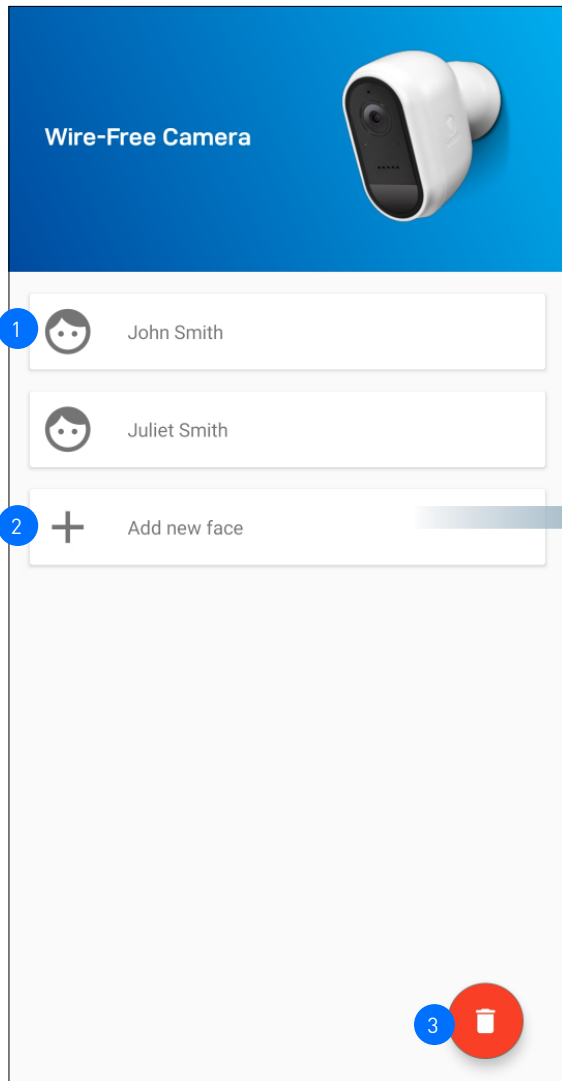 Wire-Free Camera
1
John Smith
Juliet Smith
2
Add new face
3